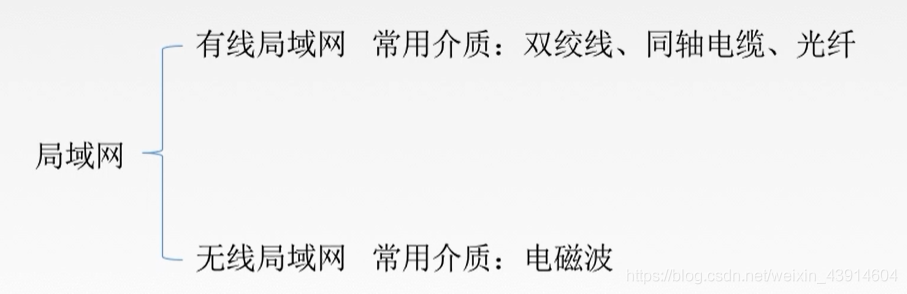 有线局域网 常用介质：双绞线、同轴电缆、光纤
局域网
无线局域网 常用介质：电磁波
https://blog.csdn.net/weixin_43914604